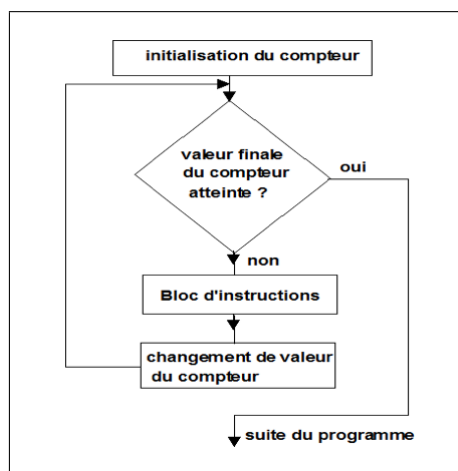 initialisation du compteur
valeur finale
du compteur
atteinte ?
oui
non
Bloc d'instructions
changement de valeur
du compteur
suite du programme